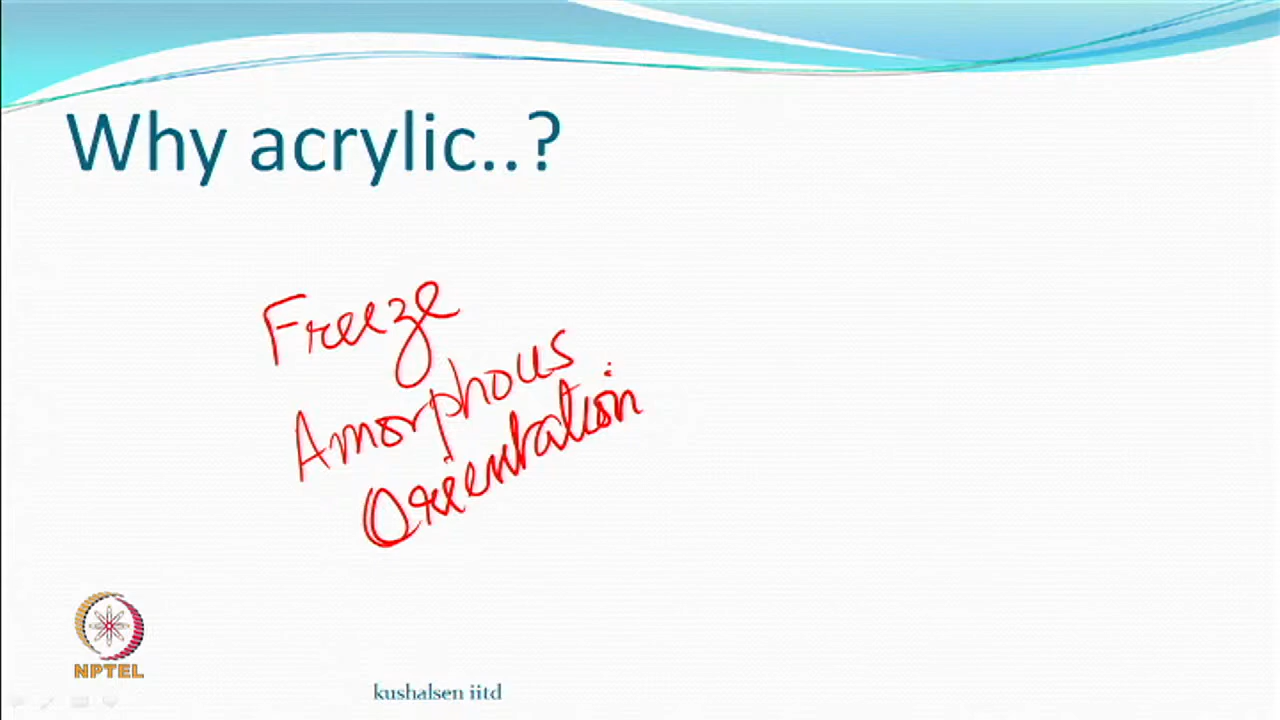 Why acrylic..?
Freeze
Amorphous
Orientation
NPTEL
kushalsen iitd